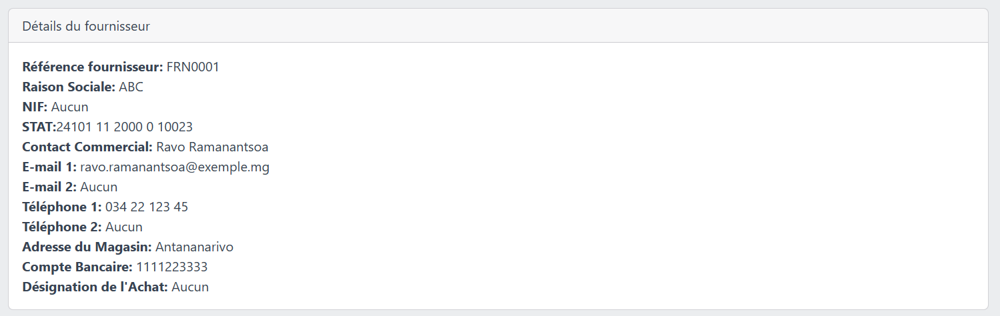 Détails du fournisseur
Référence fournisseur: FRN0001
Raison Sociale: ABC
NIF: Aucun
STAT:24101 11 2000 0 10023
Contact Commercial: Ravo Ramanantsoa
E-mail 1: ravo.ramanantsoa@exemple.mg
E-mail 2: Aucun
Téléphone 1: 034 22 123 45
Téléphone 2: Aucun
Adresse du Magasin: Antananarivo
Compte Bancaire: 1111223333
Désignation de l'Achat: Aucun